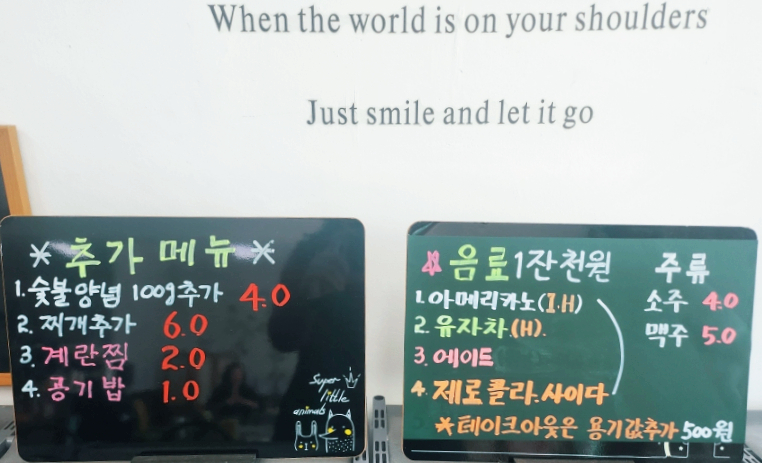 When the world is on your shoulders
Just smile and let it go
* 추가 메뉴 *
1. 숯불양념 100g추가 4.0
2. 찌개추가 6.0
3. 계란찜 2.0
4. 공기밥 1.0
Super little animals
음료 1잔 천원
1. 아메리카노(I.H)
2. 유자차(H).
3. 에이드
4. 제로콜라.사이다
*테이크아웃은 용기값추가 500원
주류
소주 4.0
맥주 5.0